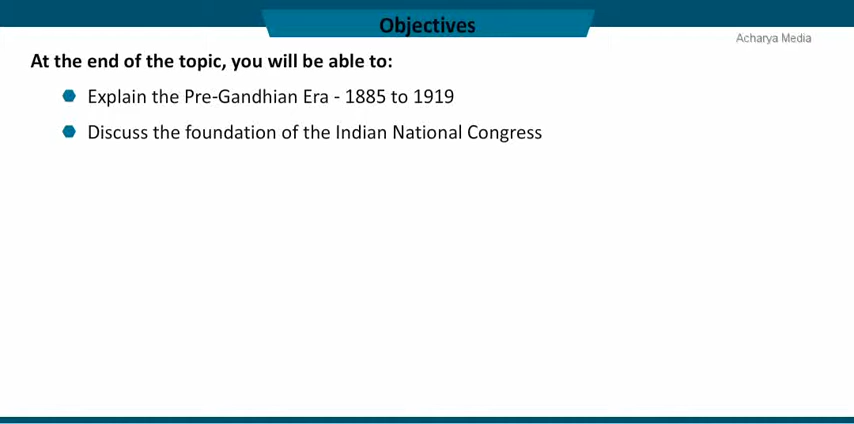 Objectives
Acharya Media
At the end of the topic, you will be able to:
Explain the Pre-Gandhian Era - 1885 to 1919
Discuss the foundation of the Indian National Congress